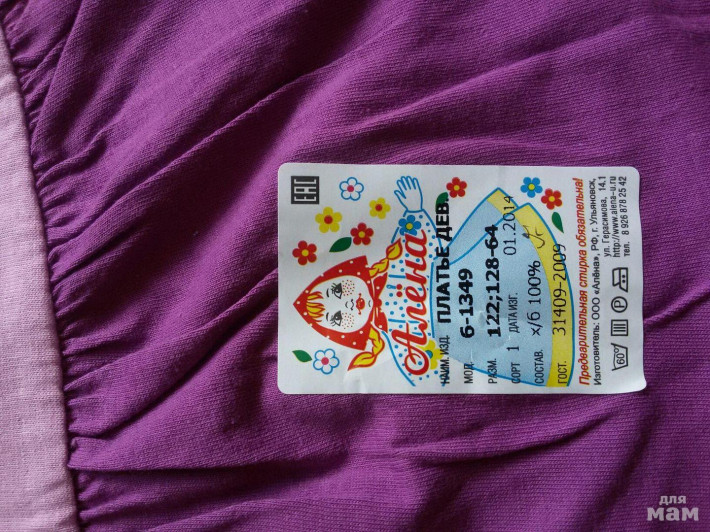 EAC
Алёна
НАИМ. ИЗД. ПЛАТЬЕ ДЕВ.
МОД. 6-1349
РАЗМ. 122;128-64
СОРТ 1 ДАТА ИЗГ. 01.2014
СОСТАВ. х/б 100%
ГОСТ. 31409-2009
Предварительная стирка обязательна!
Изготовитель: ООО «Алёна», РФ, г. Ульяновск,
ул. Герасимова, 14.1
http://www.alena-u.ru
тел. 8 926 878 25 42
60°
P
для
мам